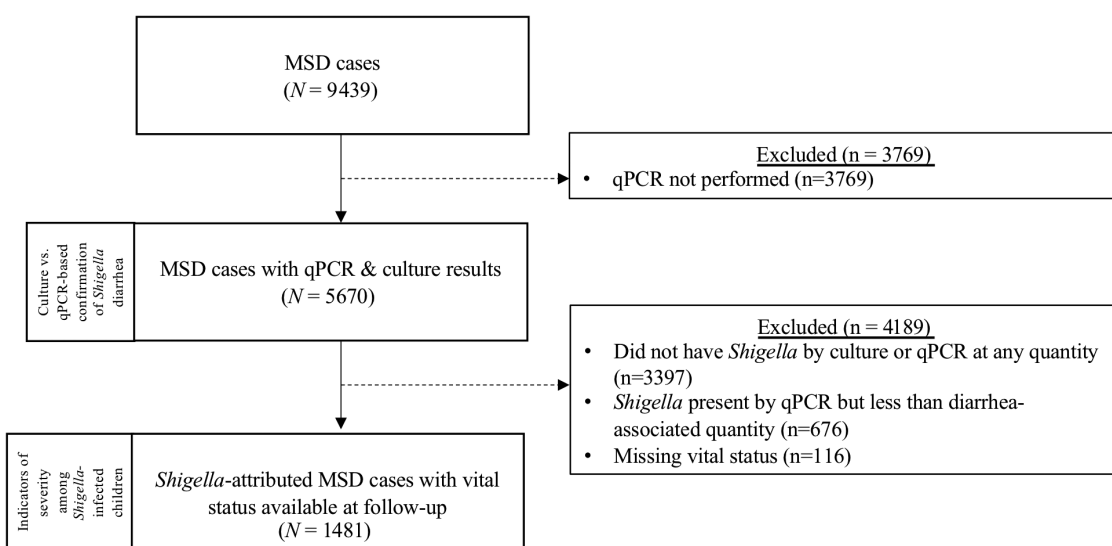 MSD cases
(N = 9439)
Excluded (n = 3769)
• qPCR not performed (n=3769)
Culture vs.
qPCR-based
confirmation
of Shigella
diarrhea
MSD cases with qPCR & culture results
(N = 5670)
Excluded (n = 4189)
• Did not have Shigella by culture or qPCR at any quantity
(n=3397)
• Shigella present by qPCR but less than diarrhea-
associated quantity (n=676)
• Missing vital status (n=116)
Indicators of
severity
among
Shigella-
infected
children
Shigella-attributed MSD cases with vital
status available at follow-up
(N = 1481)